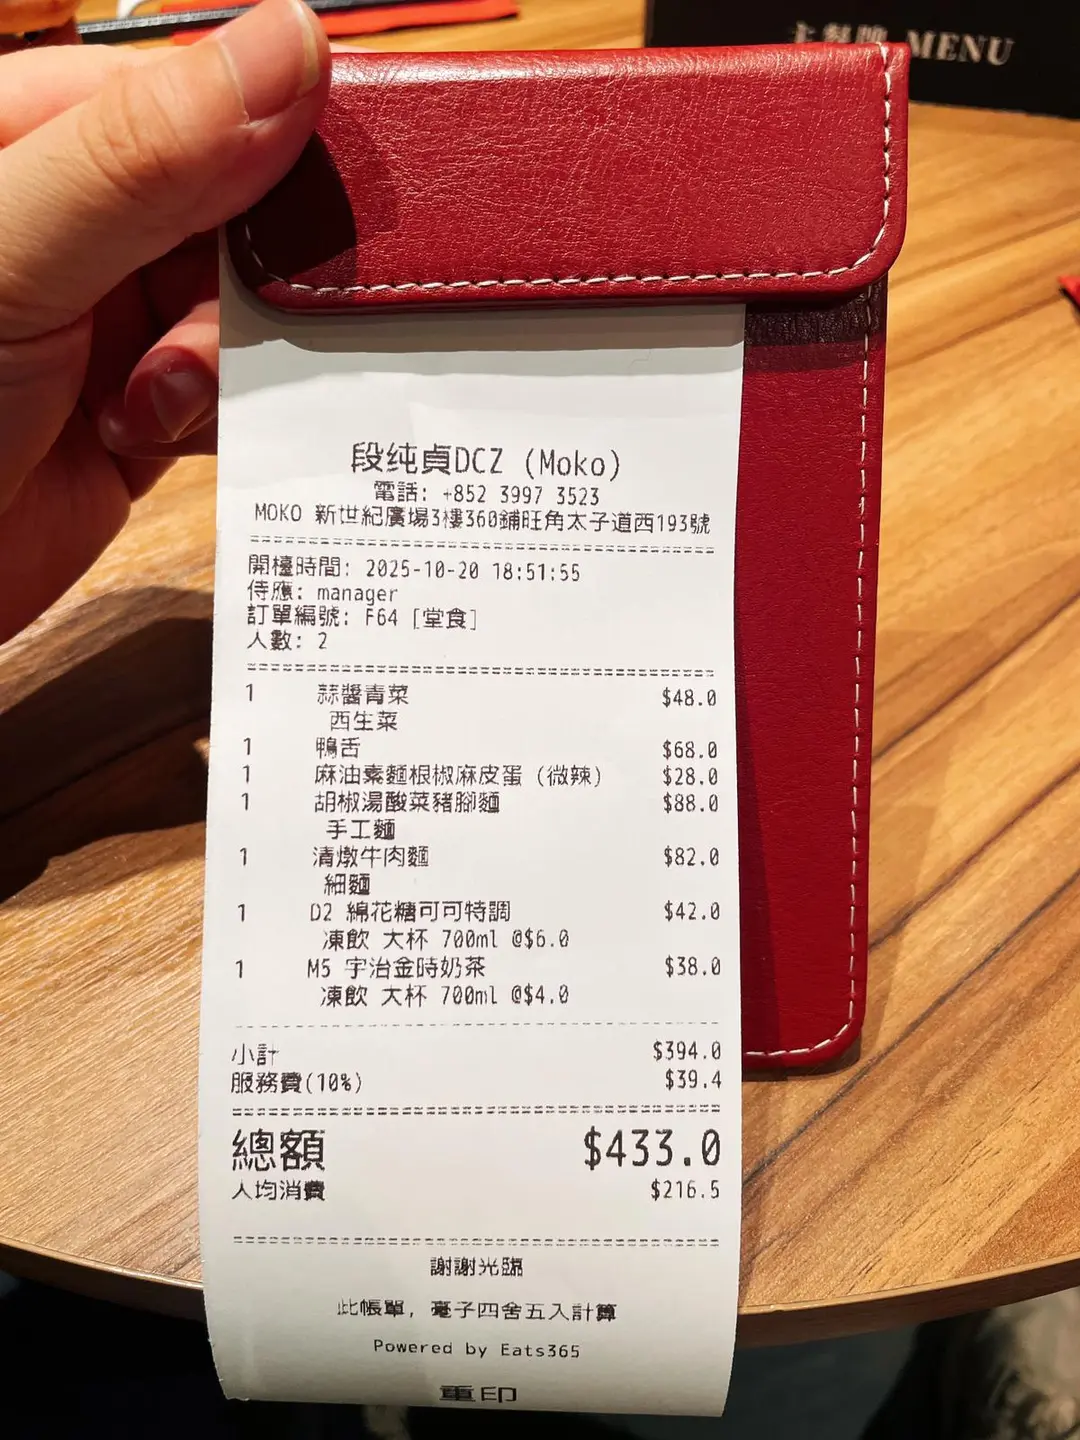 主餐牌 MENU
段纯貞DCZ (Moko)
電話: +852 3997 3523
MOKO 新世紀廣場3樓360鋪旺角太子道西193號
開檯時間: 2025-10-20 18:51:55
侍應: manager
訂單編號: F64 [堂食]
人數: 2
1 蒜醬青菜 $48.0
西生菜
1 鴨舌 $68.0
1 麻油素麵根椒麻皮蛋 (微辣) $28.0
1 胡椒湯酸菜豬腳麵 $88.0
手工麵
1 清燉牛肉麵 $82.0
細麵
1 D2 綿花糖可可特調 $42.0
凍飲 大杯 700ml @$6.0
1 M5 宇治金時奶茶 $38.0
凍飲 大杯 700ml @$4.0
小計 $394.0
服務費(10%) $39.4
總額 $433.0
人均消費 $216.5
謝謝光臨
此帳單, 毫子四舍五入計算
Powered by Eats365
重印